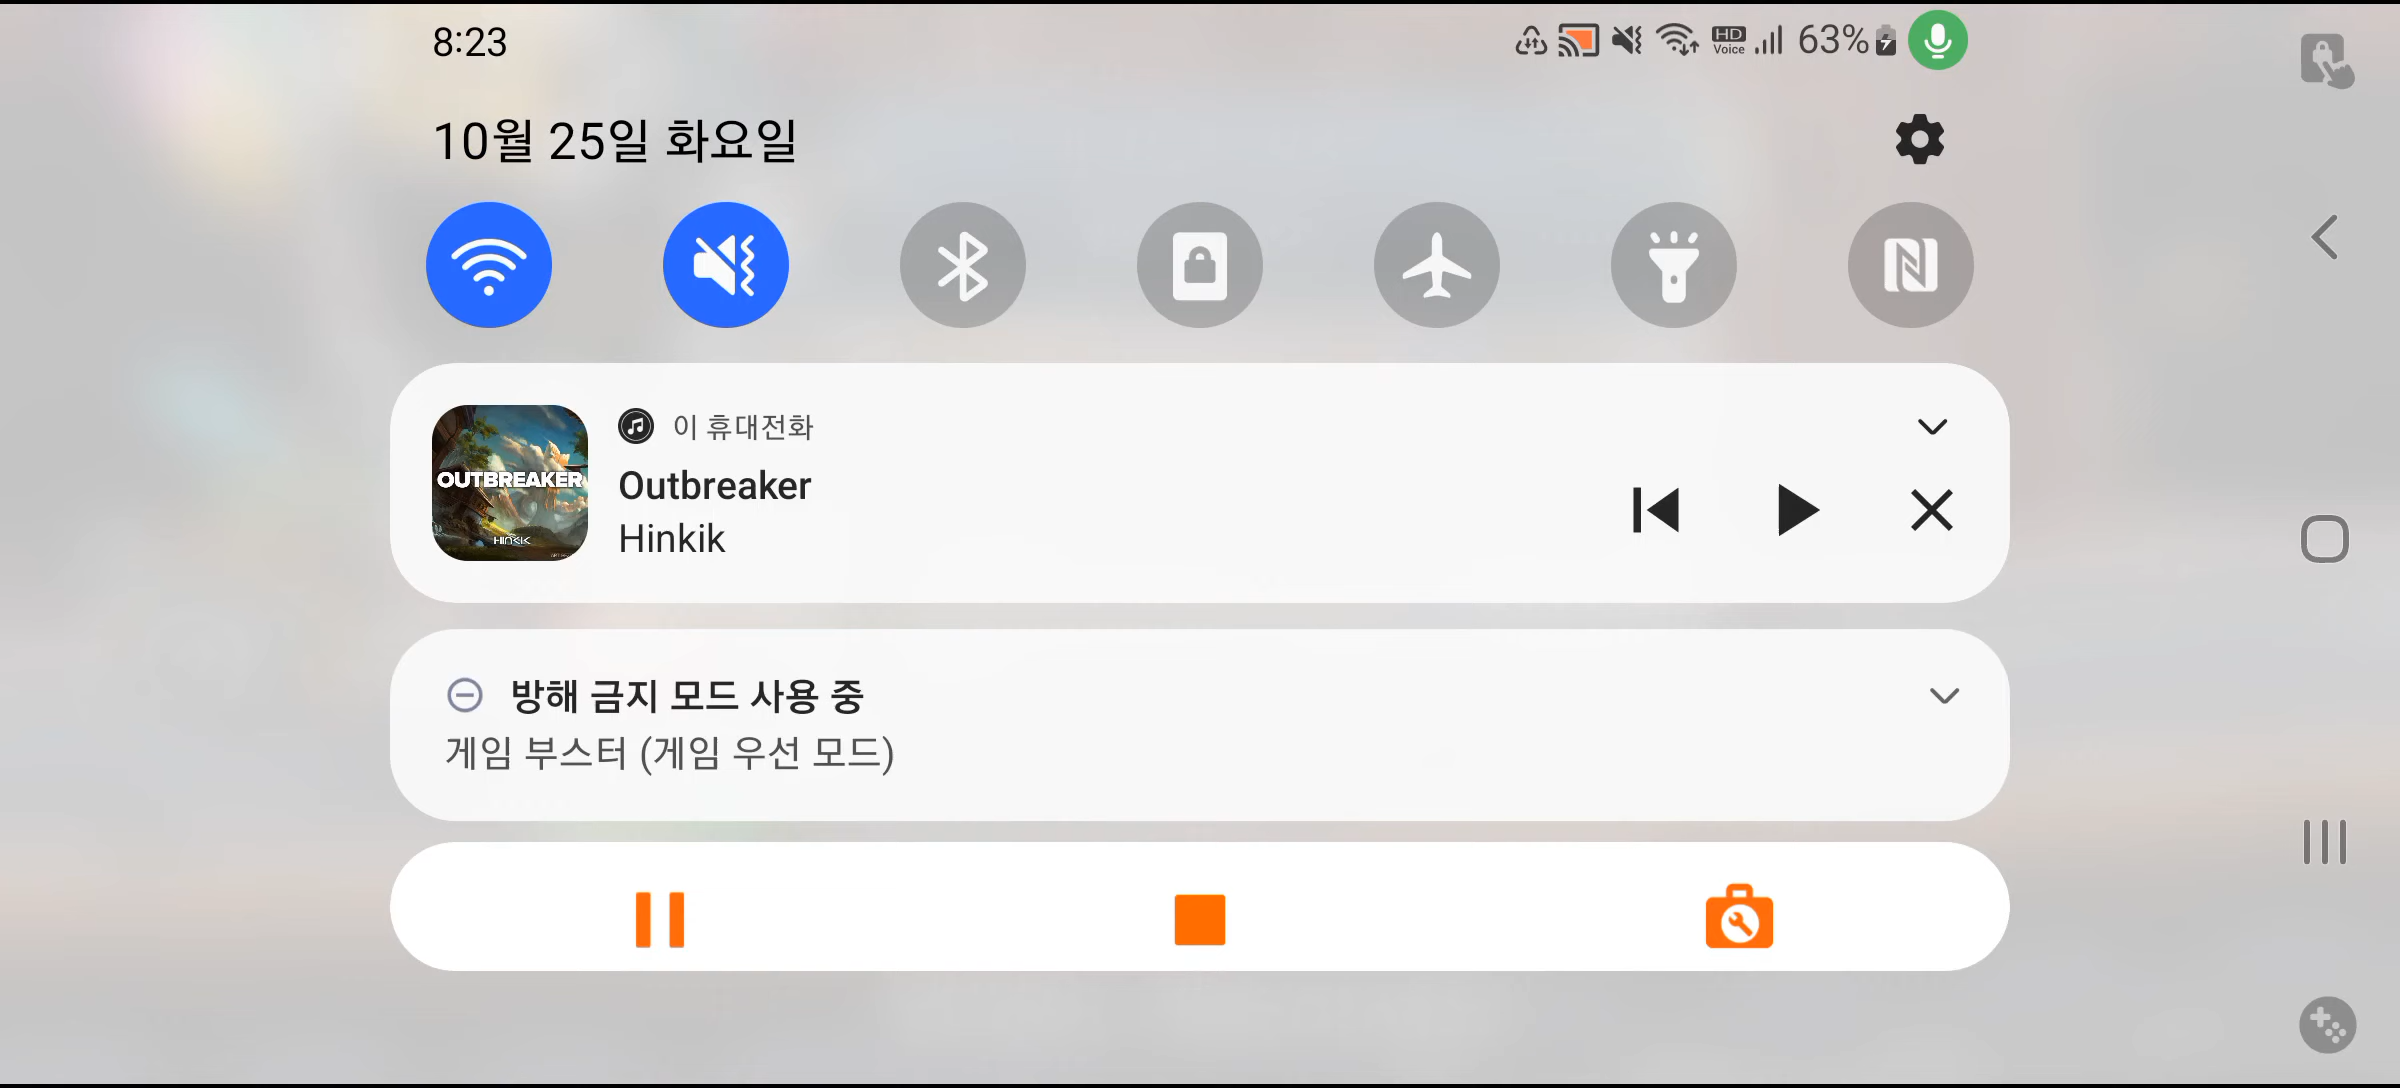 8:23
HD
Voice
63%
10월 25일 화요일
이 휴대전화
OUTBREAKER
HINKIK
Outbreaker
Hinkik
방해 금지 모드 사용 중
게임 부스터 (게임 우선 모드)